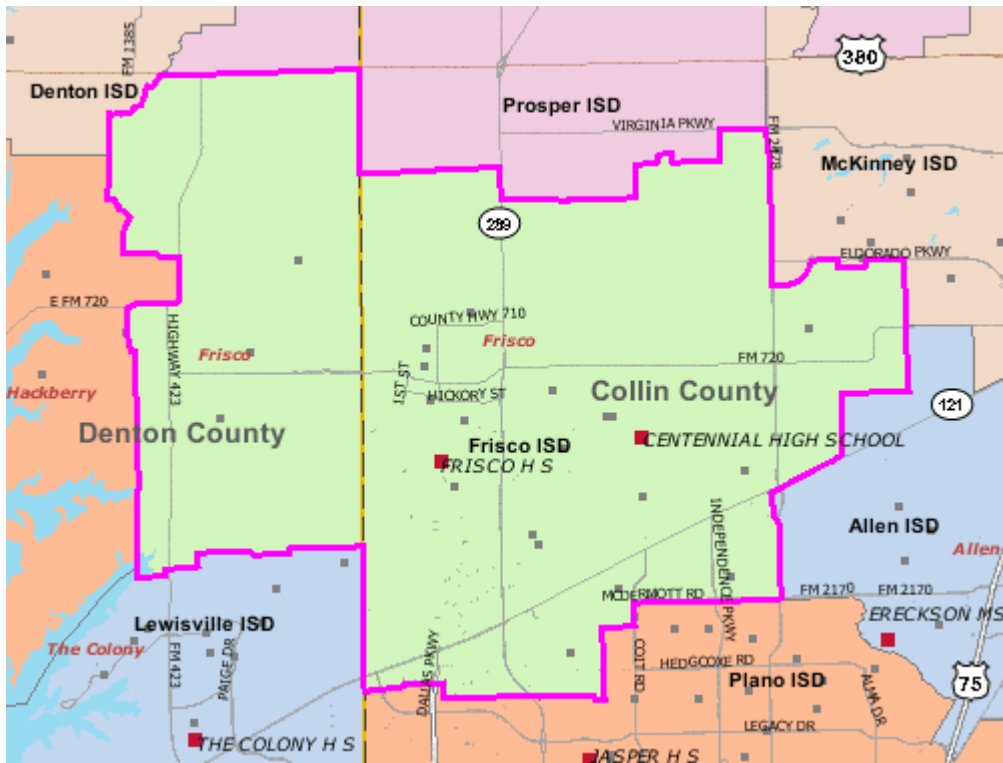 FM 1385
380
Denton ISD
Prosper ISD
VIRGINIA PKWY
FM 2478
McKinney ISD
289
ELDORADO PKWY
E FM 720
COUNTY HWY 710
HIGHWAY 423
Frisco
Frisco
FM 720
1ST ST
HICKORY ST
Hackberry
Collin County
121
Denton County
Frisco ISD
CENTENNIAL HIGH SCHOOL
FRISCO H S
INDEPENDENCE PKWY
Allen ISD
Allen
MCDERMOTT RD
FM 2170
FM 2170
Lewisville ISD
ERECKSON MS
The Colony
FM 423
PAIGE DR
DALLAS PKWY
COIT RD
HEDGCOXE RD
Plano ISD
ALMA DR
75
LEGACY DR
THE COLONY H S
JASPER H S